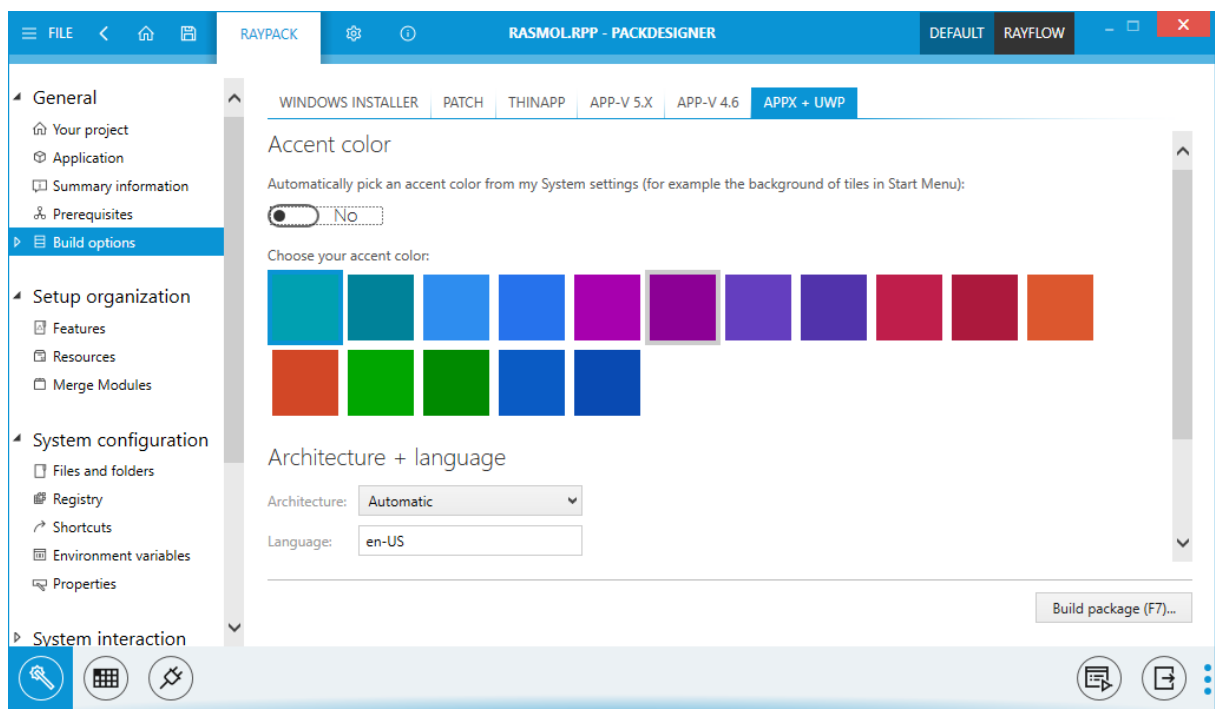 FILE
RAYPACK
RASMOL.RPP - PACKDESIGNER
DEFAULT
RAYFLOW
General
Your project
Application
Summary information
Prerequisites
Build options
Setup organization
Features
Resources
Merge Modules
System configuration
Files and folders
Registry
Shortcuts
Environment variables
Properties
System interaction
WINDOWS INSTALLER
PATCH
THINAPP
APP-V 5.X
APP-V 4.6
APPX + UWP
Accent color
Automatically pick an accent color from my System settings (for example the background of tiles in Start Menu):
No
Choose your accent color:
Architecture + language
Architecture:
Automatic
Language:
en-US
Build package (F7)...